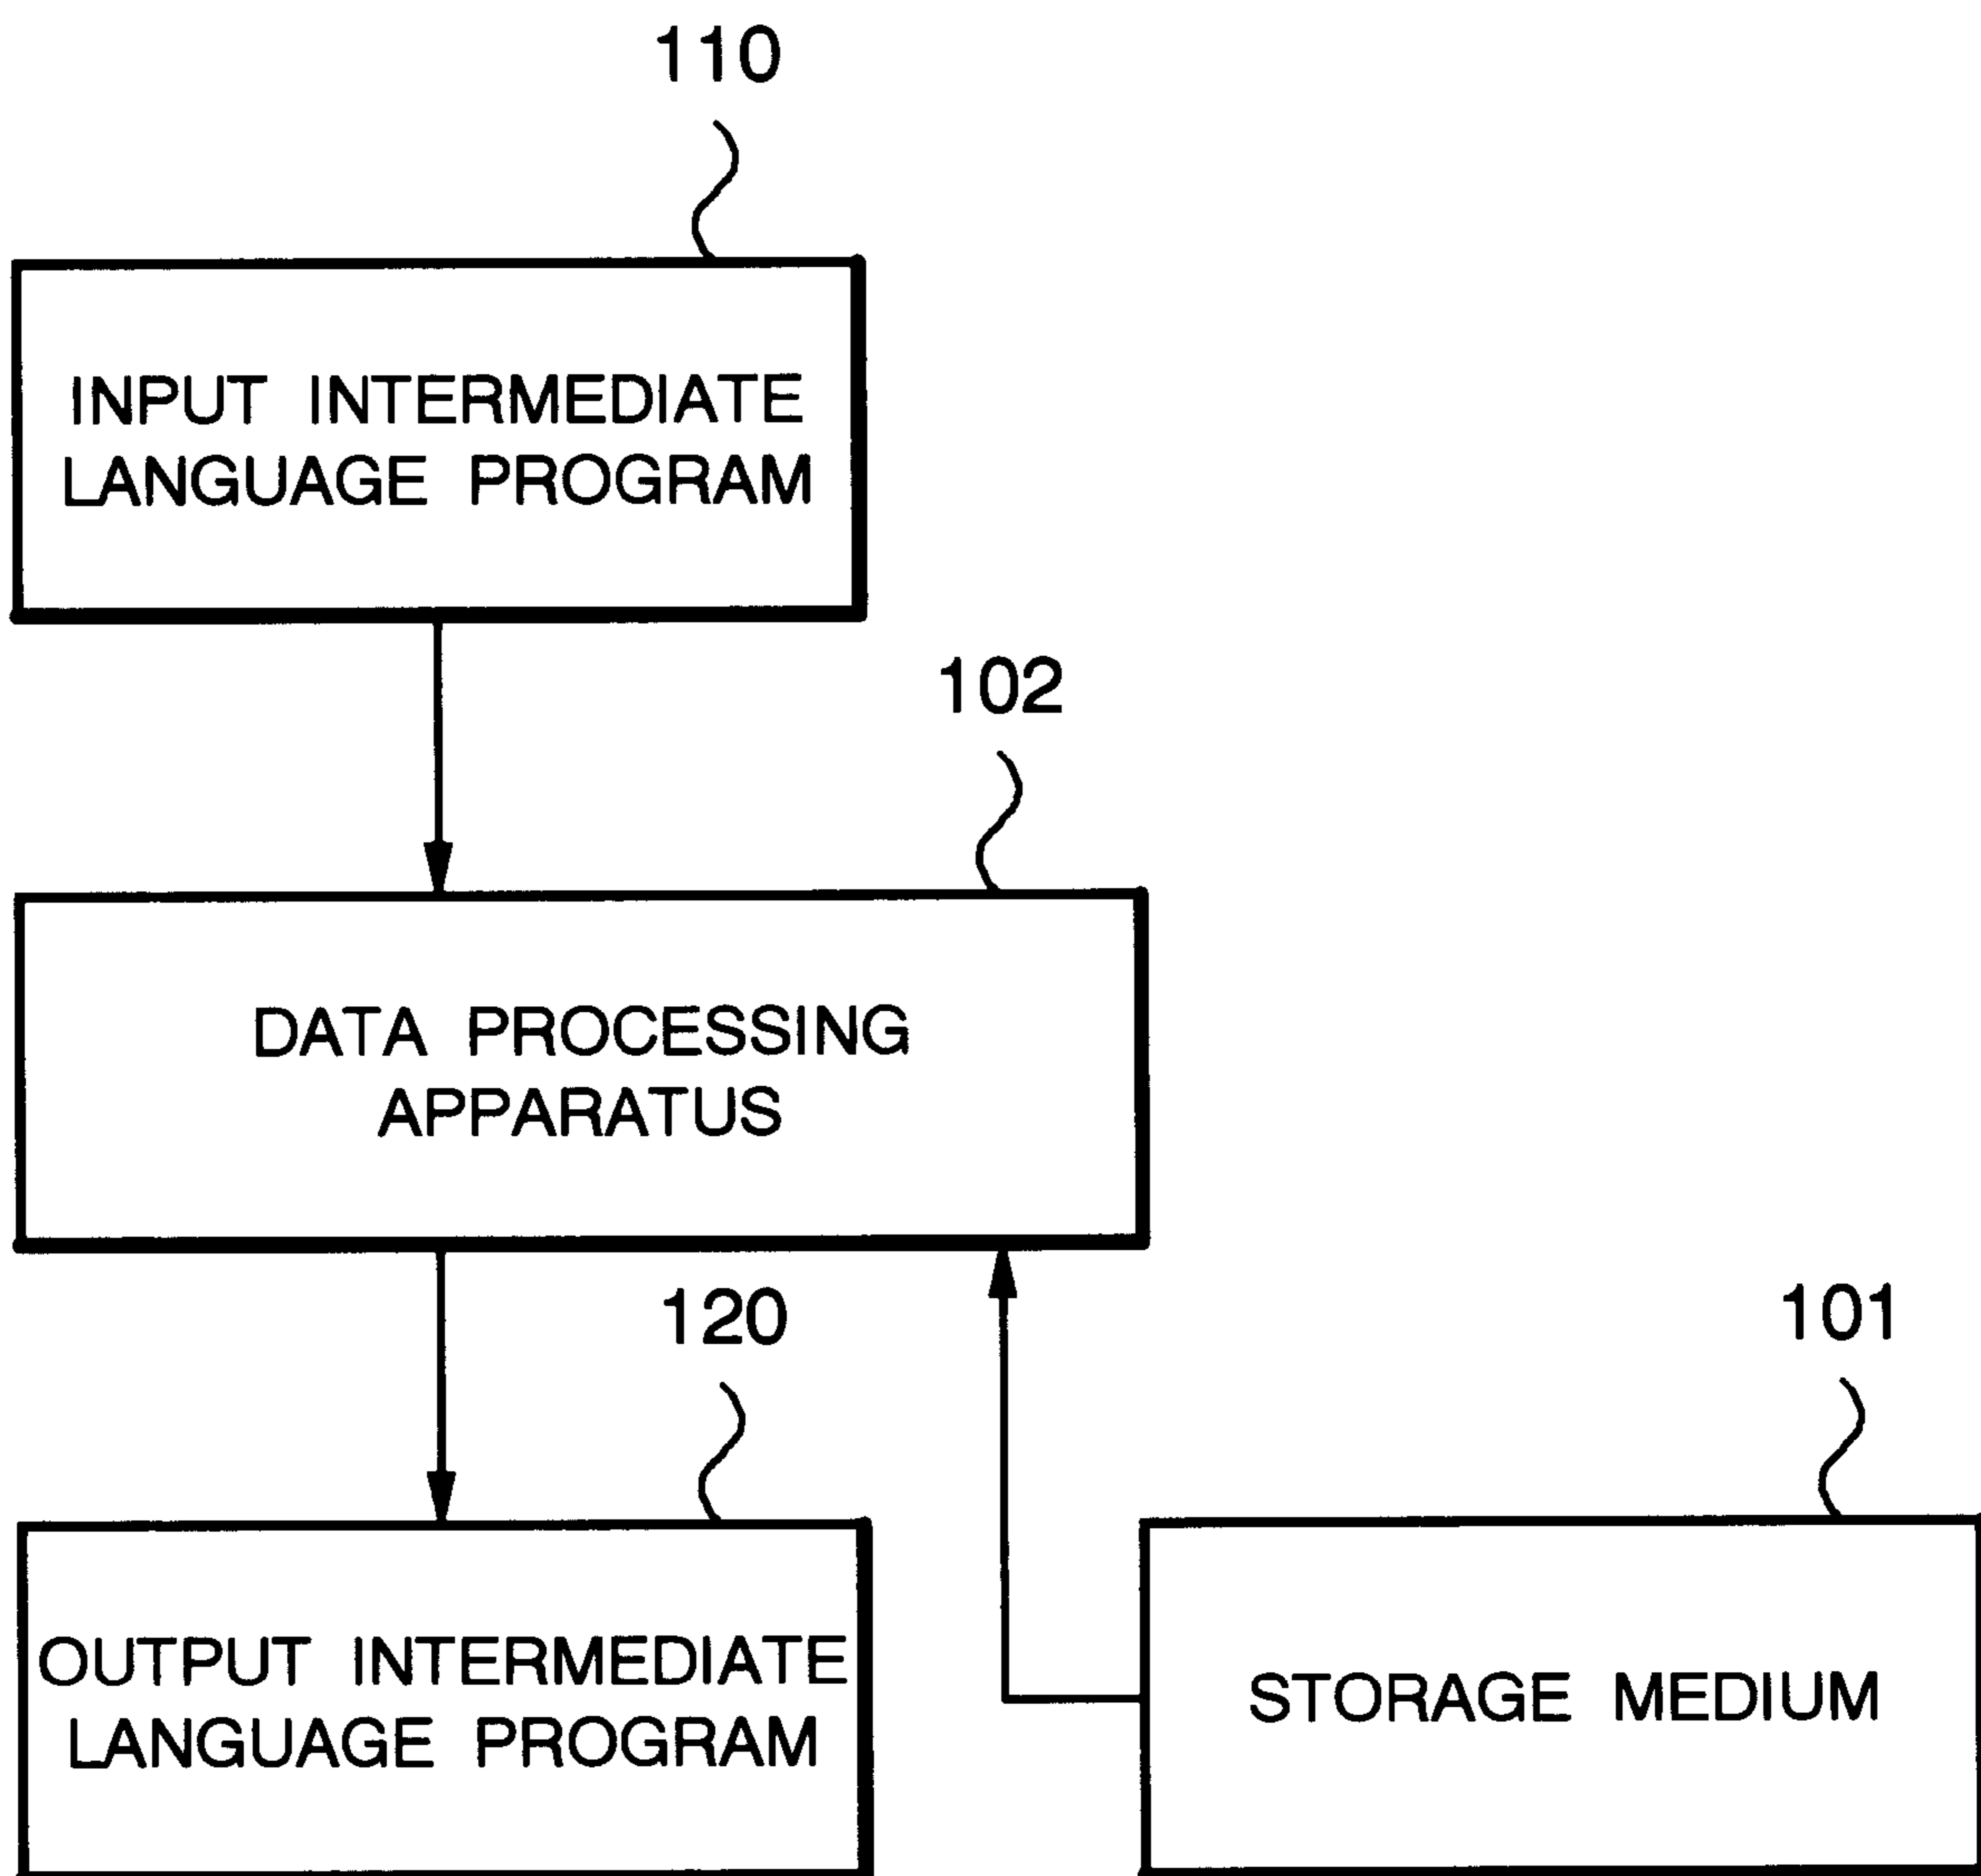 110
INPUT INTERMEDIATE
LANGUAGE PROGRAM
102
DATA PROCESSING
APPARATUS
120
101
OUTPUT INTERMEDIATE
LANGUAGE PROGRAM
STORAGE MEDIUM